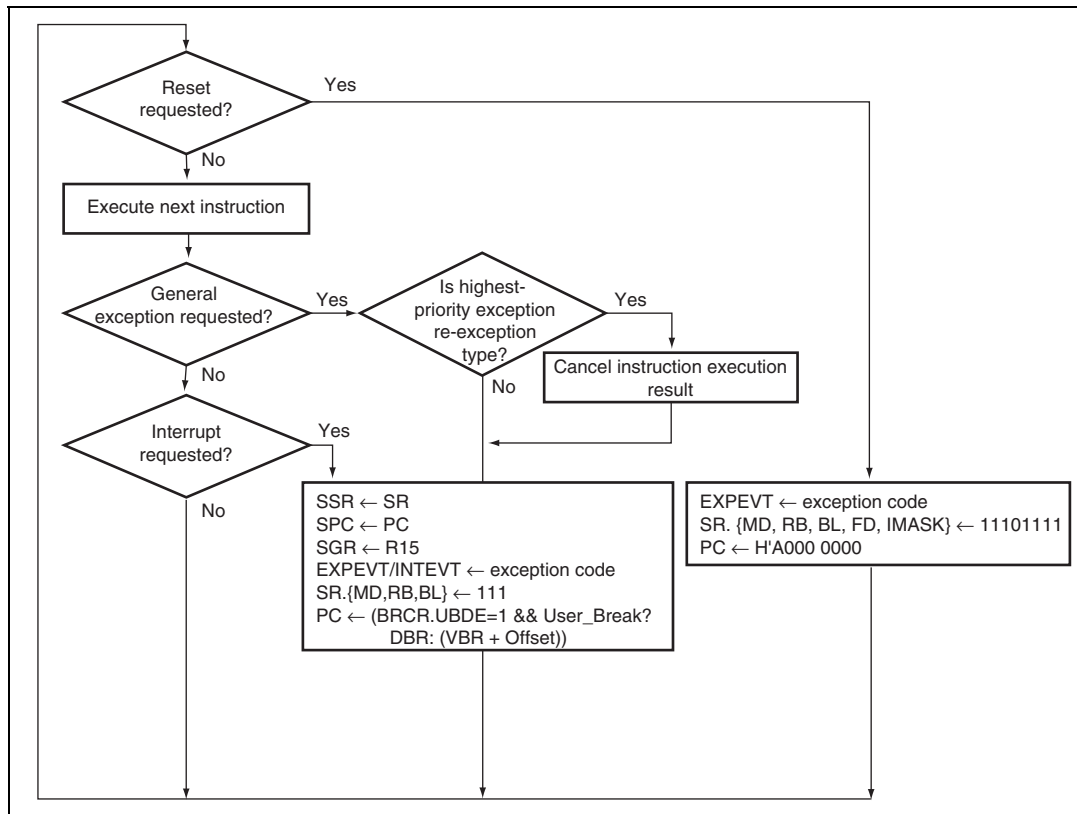 Reset
requested?
Yes
No
Execute next instruction
General
exception requested?
Yes
Is highest-
priority exception
re-exception
type?
Yes
Cancel instruction execution
result
No
No
Interrupt
requested?
Yes
No
SSR ← SR
SPC ← PC
SGR ← R15
EXPEVT/INTEVT ← exception code
SR.{MD,RB,BL} ← 111
PC ← (BRCR.UBDE=1 && User_Break?
DBR: (VBR + Offset))
EXPEVT ← exception code
SR. {MD, RB, BL, FD, IMASK} ← 11101111
PC ← H'A000 0000